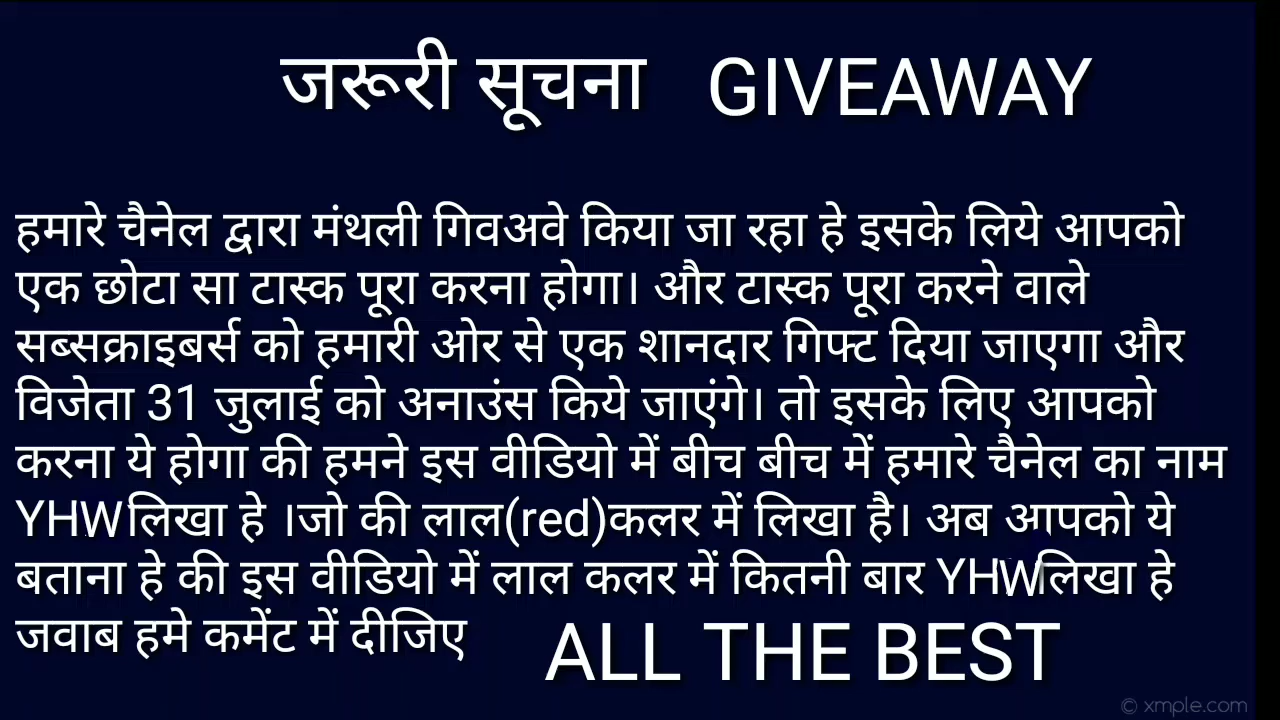 जरूरी सूचना GIVEAWAY
हमारे चैनेल द्वारा मंथली गिवअवे किया जा रहा हे इसके लिये आपको
एक छोटा सा टास्क पूरा करना होगा। और टास्क पूरा करने वाले
सब्सक्राइबर्स को हमारी ओर से एक शानदार गिफ्ट दिया जाएगा और
विजेता 31 जुलाई को अनाउंस किये जाएंगे। तो इसके लिए आपको
करना ये होगा की हमने इस वीडियो में बीच बीच में हमारे चैनेल का नाम
YHWलिखा हे ।जो की लाल(red)कलर में लिखा है। अब आपको ये
बताना हे की इस वीडियो में लाल कलर में कितनी बार YHWलिखा हे
जवाब हमे कमेंट में दीजिए
ALL THE BEST
© xmple.com